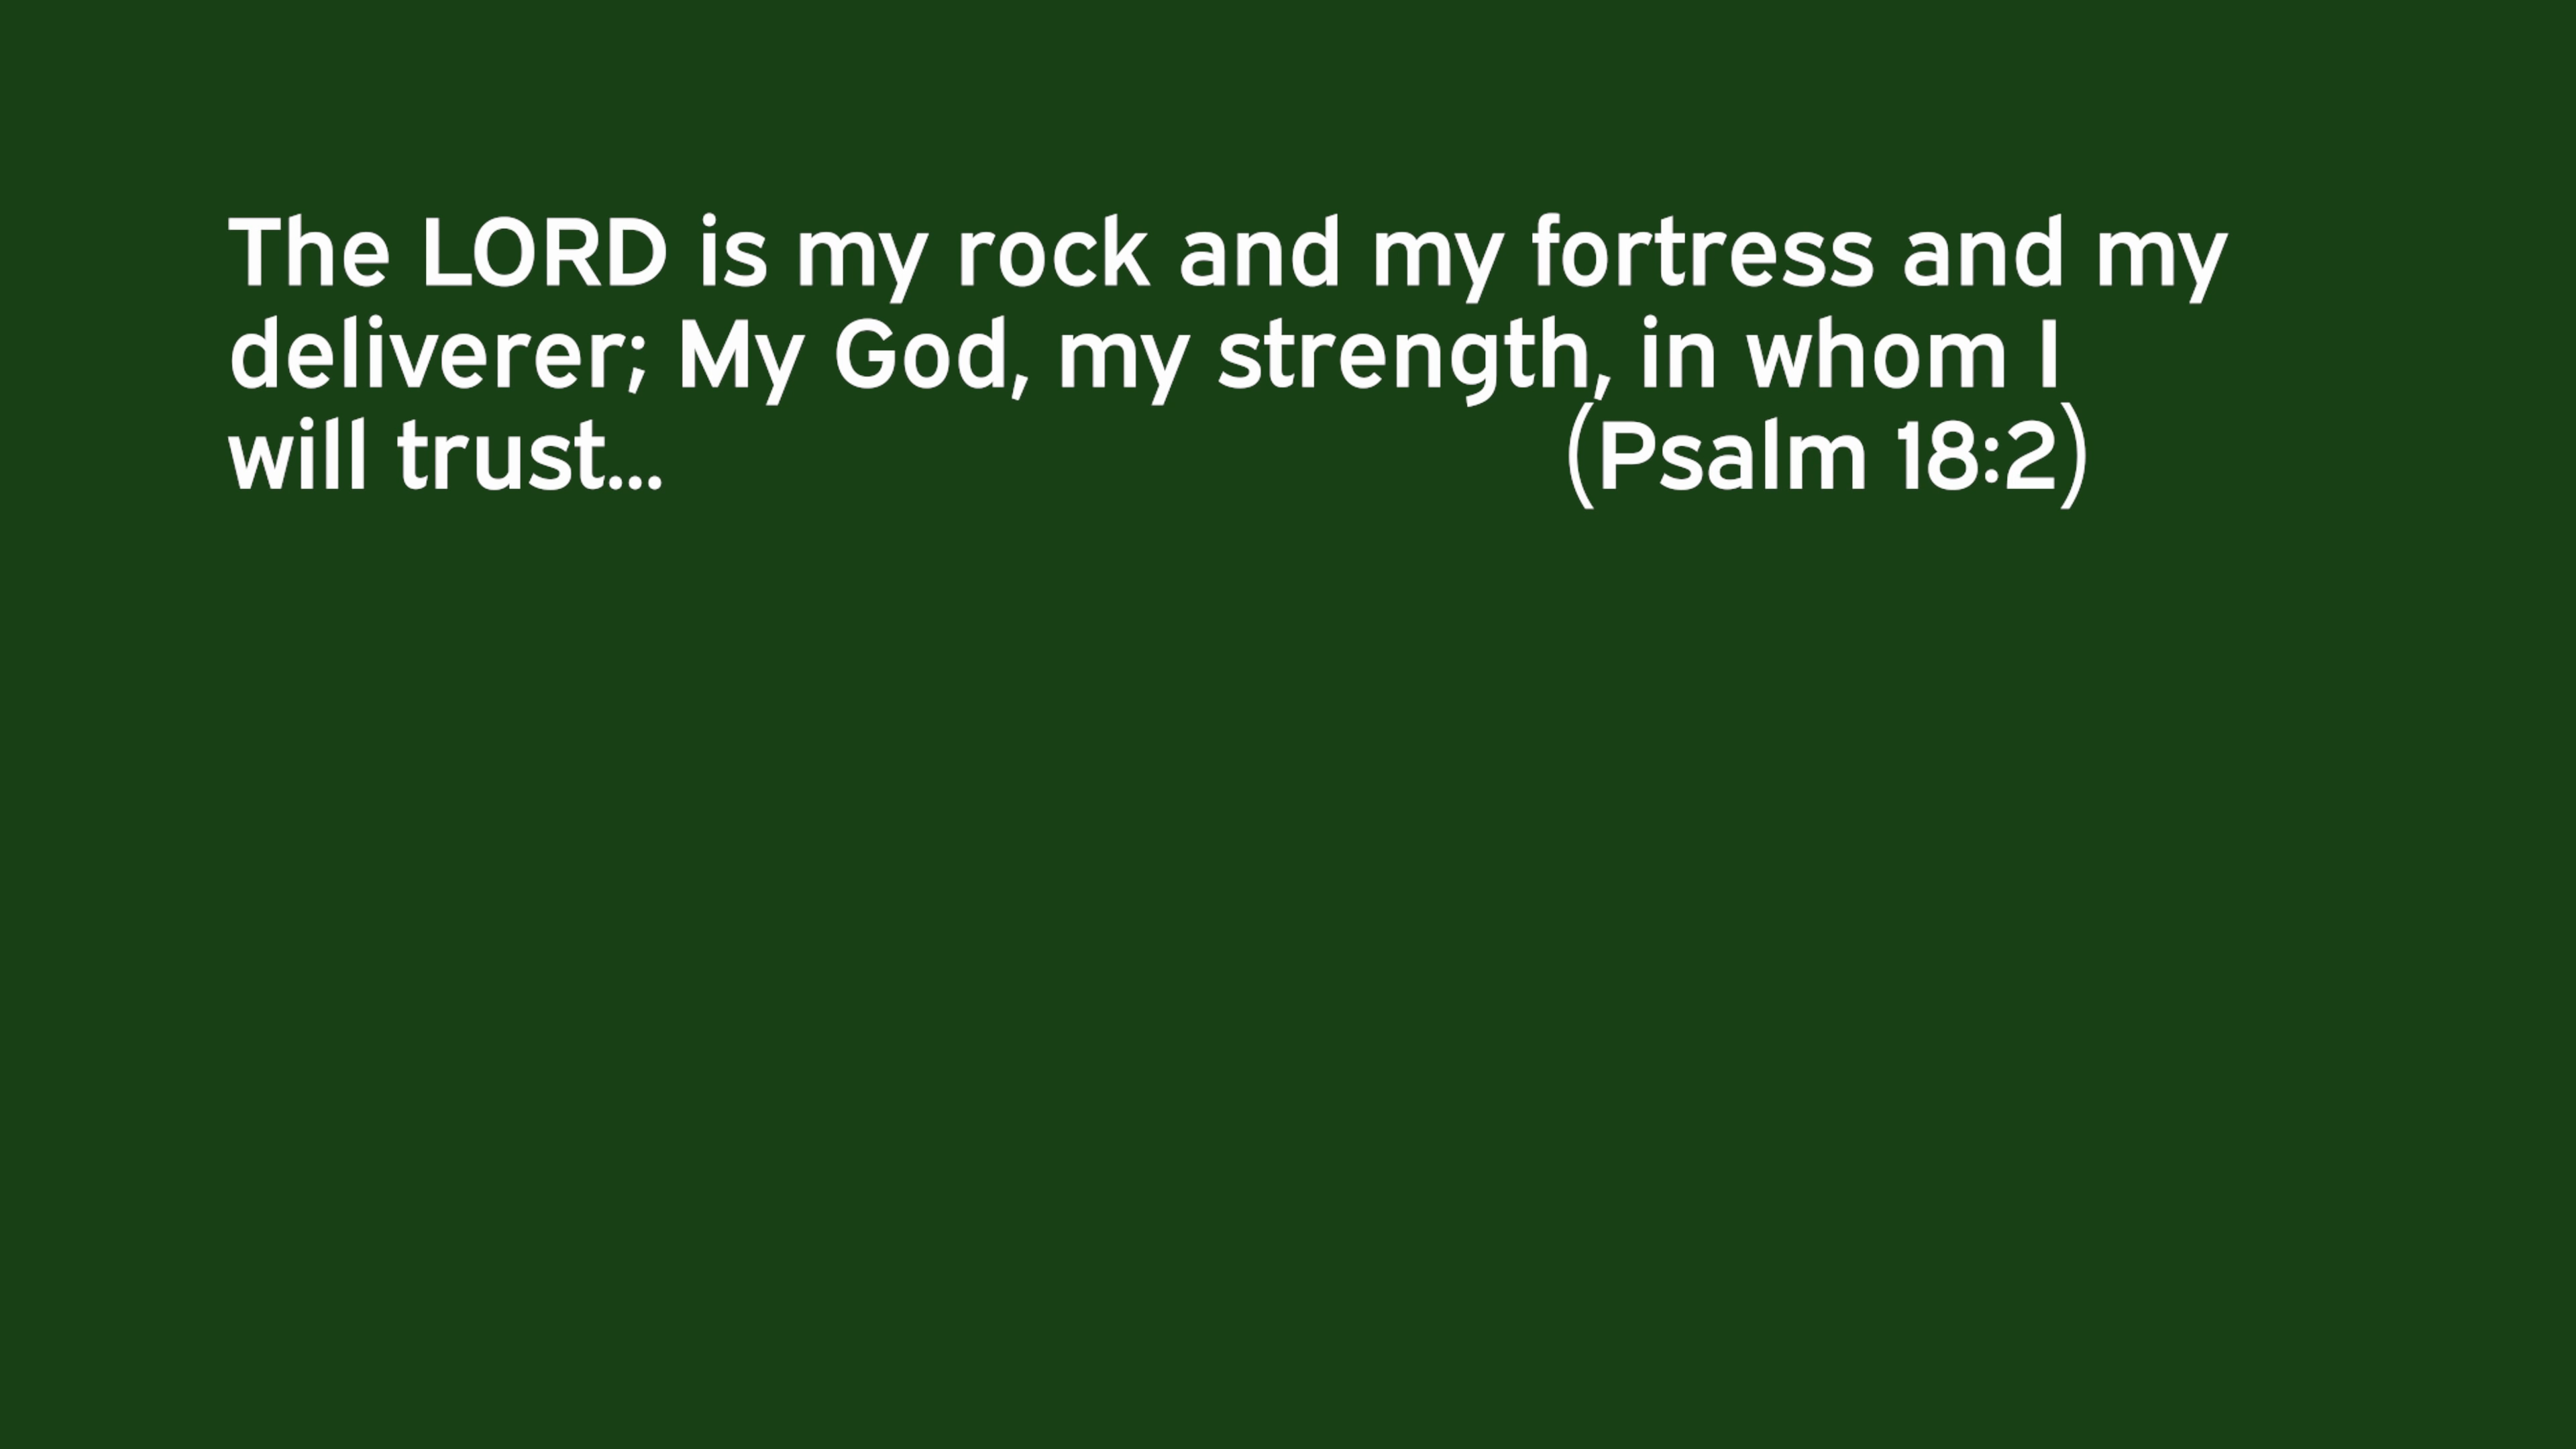 The LORD is my rock and my fortress and my
deliverer; My God, my strength, in whom I
will trust... (Psalm 18:2)